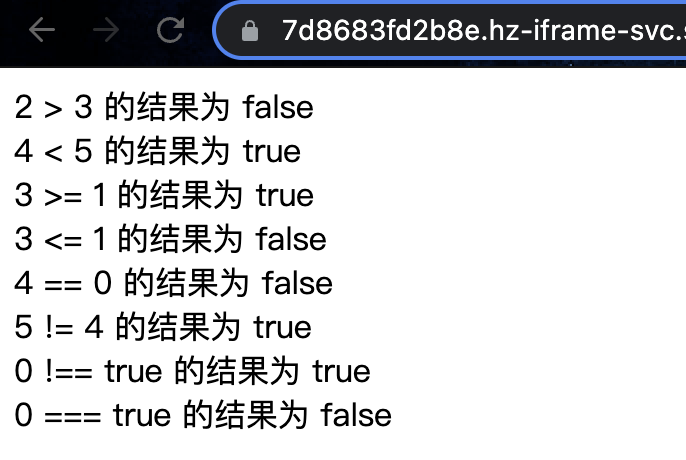 7d8683fd2b8e.hz-iframe-svc.
2 > 3 的结果为 false
4 < 5 的结果为 true
3 >= 1 的结果为 true
3 <= 1 的结果为 false
4 == 0 的结果为 false
5 != 4 的结果为 true
0 !== true 的结果为 true
0 === true 的结果为 false